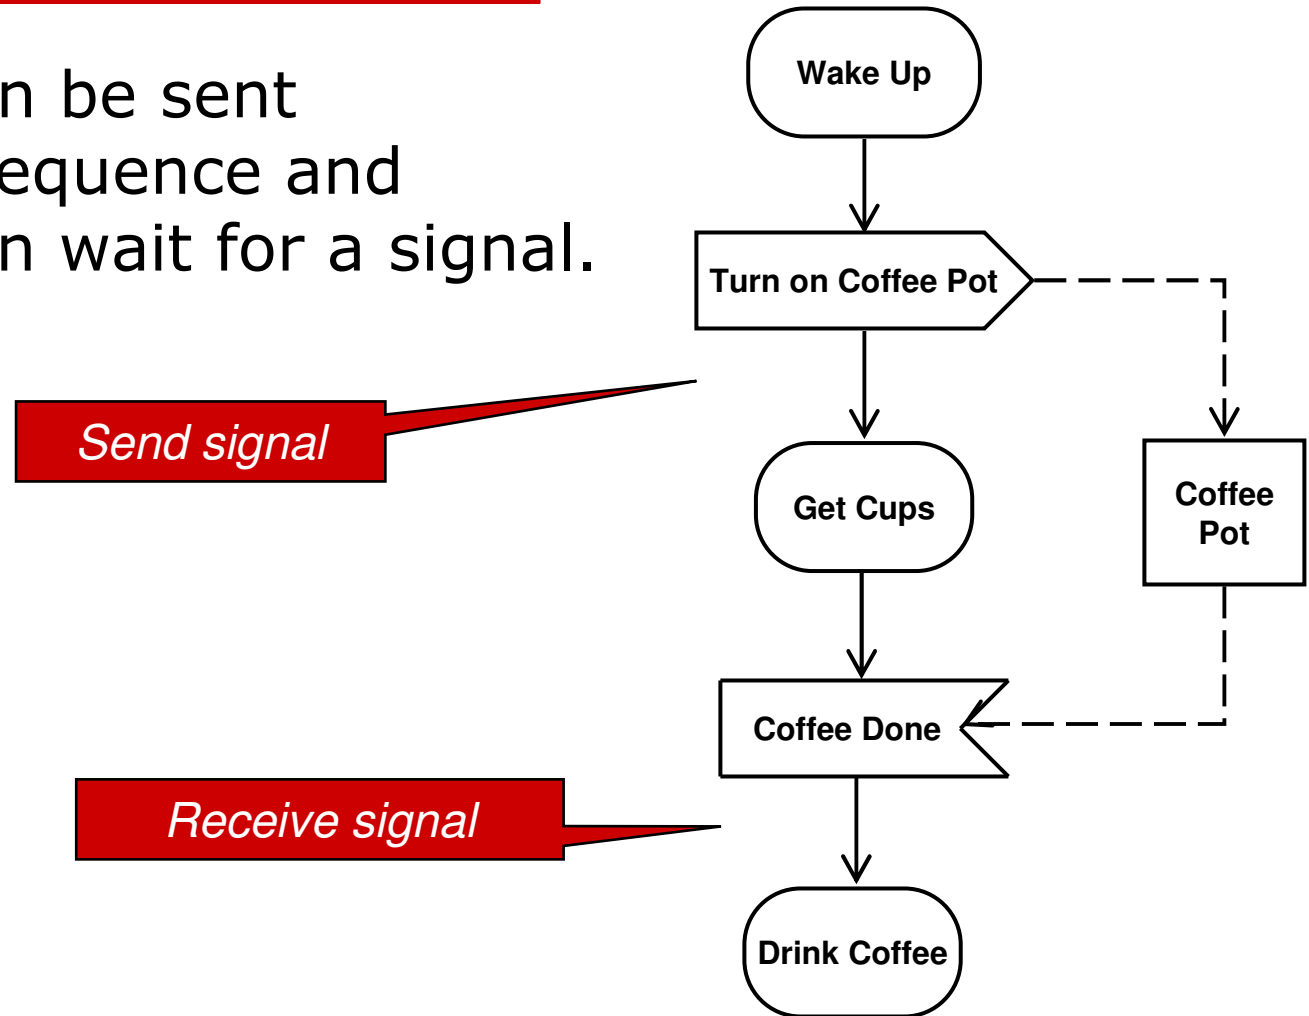 n be sent
equence and
n wait for a signal.
Wake Up
Turn on Coffee Pot
Send signal
Get Cups
Coffee
Pot
Coffee Done
Receive signal
Drink Coffee